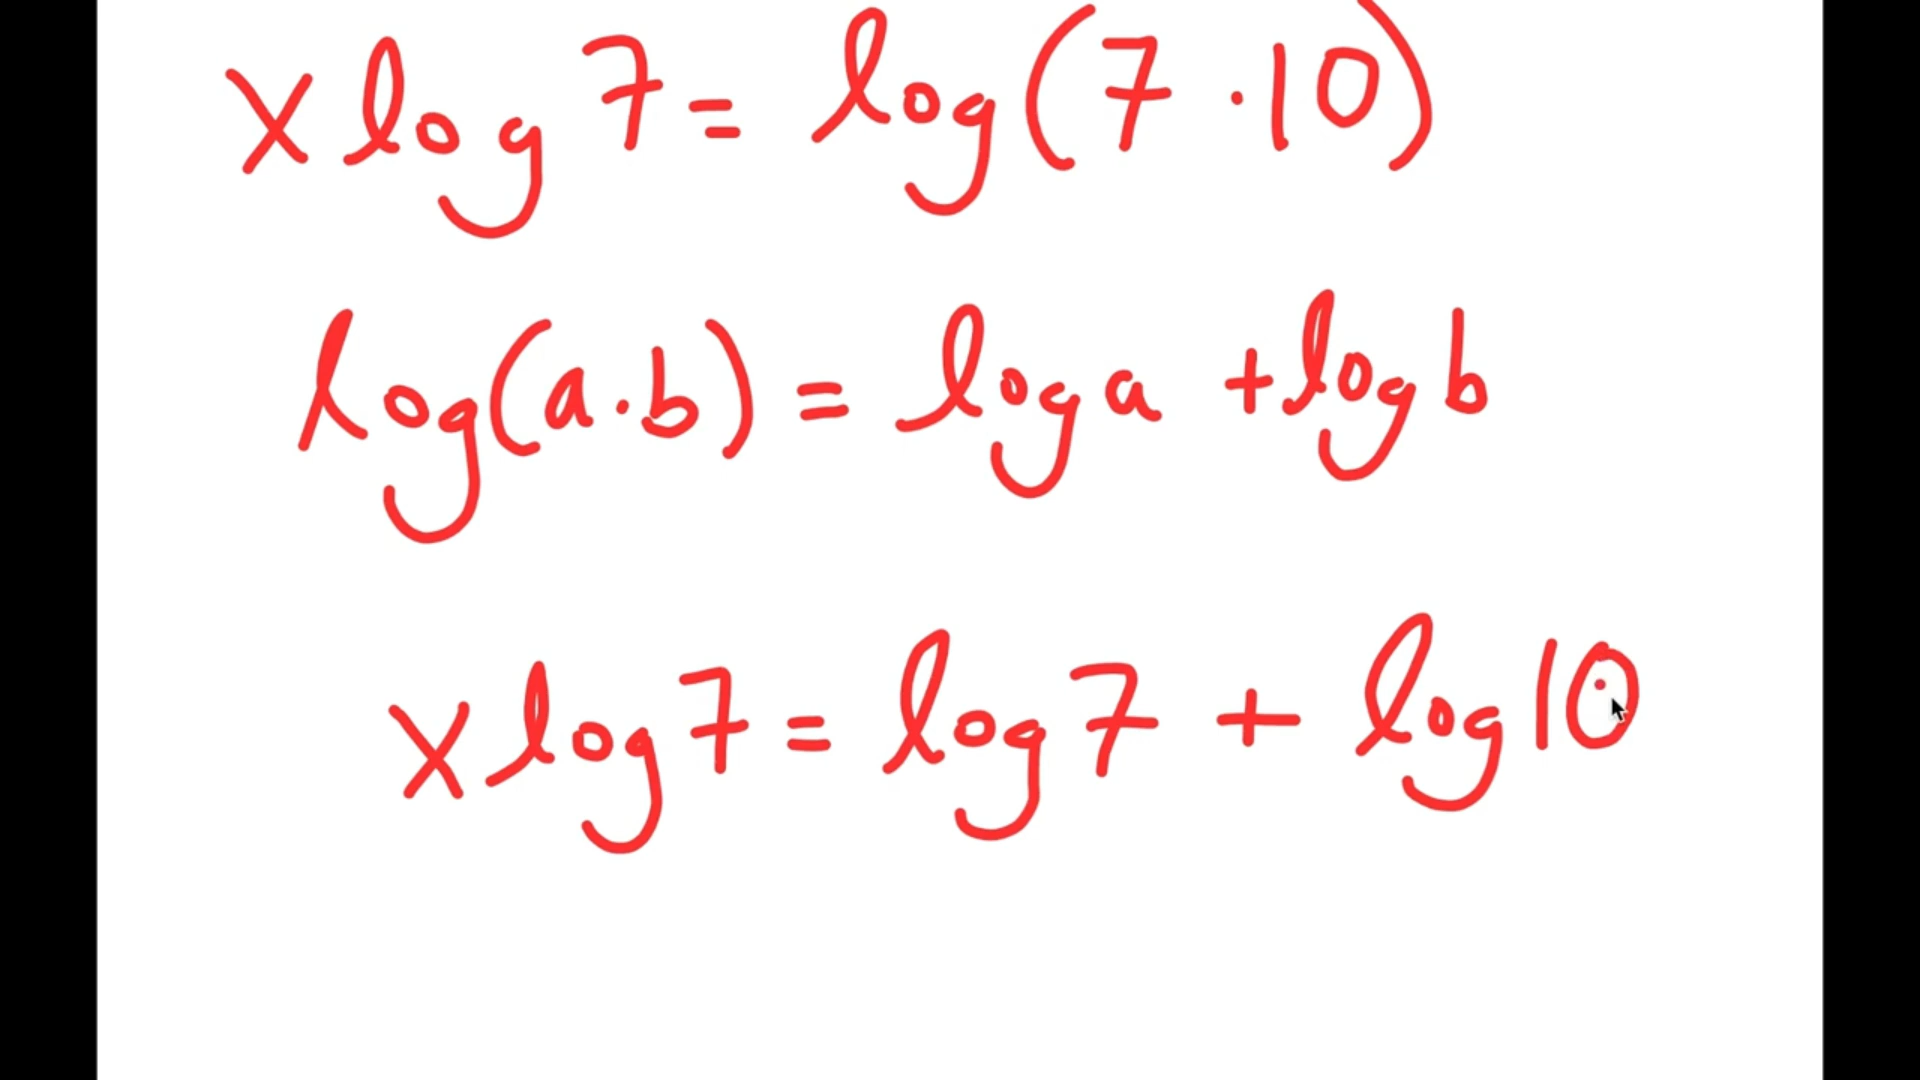 x log 7 = log(7 · 10)
log(a · b) = log a + log b
x log 7 = log 7 + log 10